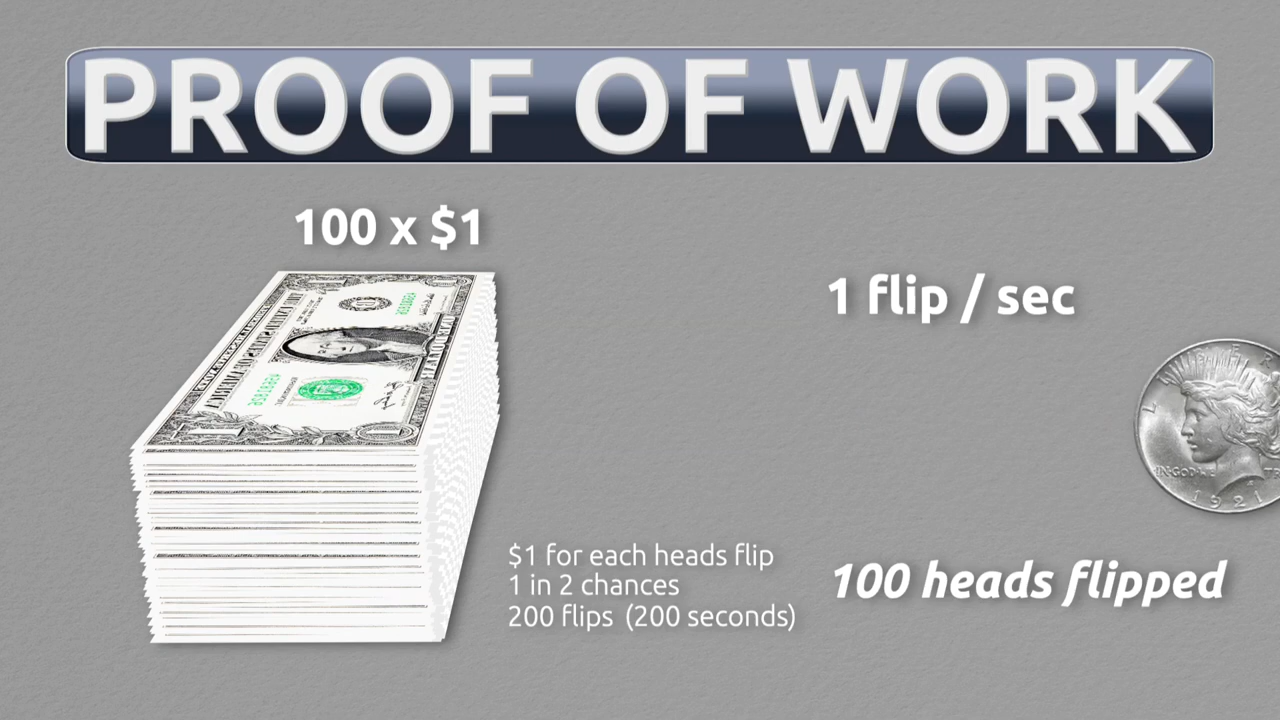 PROOF OF WORK
100 x $1
1 flip / sec
$1 for each heads flip
1 in 2 chances
200 flips (200 seconds)
100 heads flipped
1921